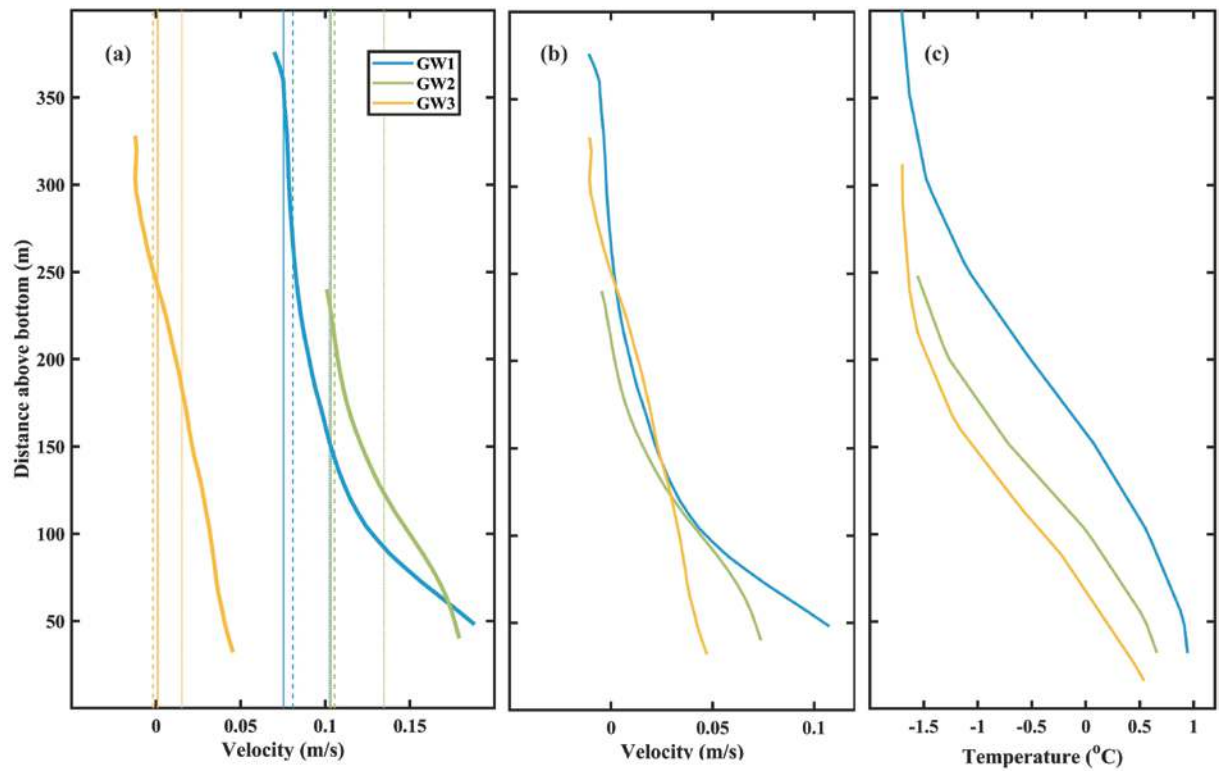 (a)
GW1
GW2
GW3
(b)
(c)
Distance above bottom (m)
350
300
250
200
150
100
50
0
0.05
0.1
0.15
Velocity (m/s)
0
0.05
0.1
Velocity (m/s)
-1.5
-1
-0.5
0
0.5
1
Temperature (°C)